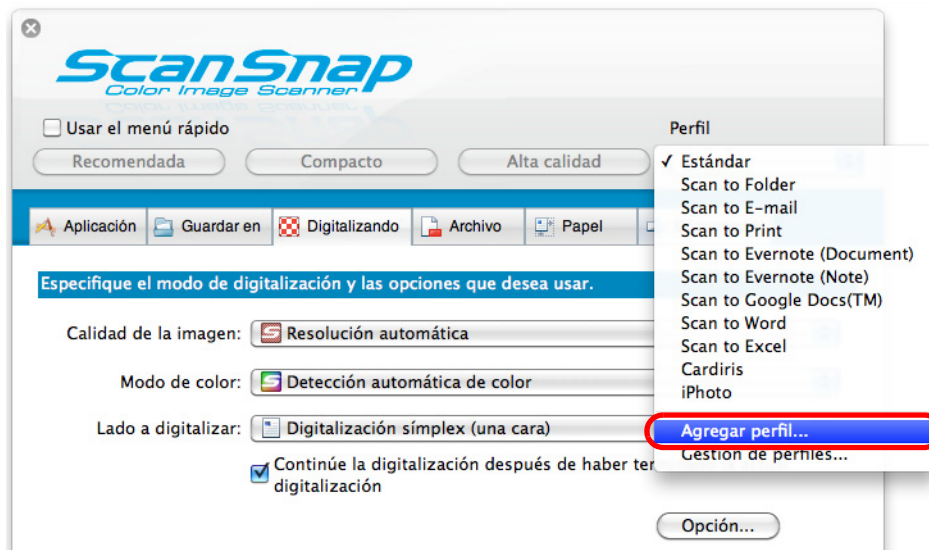 ScanSnap
Color Image Scanner
Usar el menú rápido
Perfil
Recomendada
Compacto
Alta calidad
✓ Estándar
Scan to Folder
Scan to E-mail
Scan to Print
Scan to Evernote (Document)
Scan to Evernote (Note)
Scan to Google Docs(TM)
Scan to Word
Scan to Excel
Cardiris
iPhoto
Agregar perfil...
Gestión de perfiles...
Aplicación
Guardar en
Digitalizando
Archivo
Papel
Especifique el modo de digitalización y las opciones que desea usar.
Calidad de la imagen:
Resolución automática
Modo de color:
Detección automática de color
Lado a digitalizar:
Digitalización símplex (una cara)
Continúe la digitalización después de haber ter
digitalización
Opción...